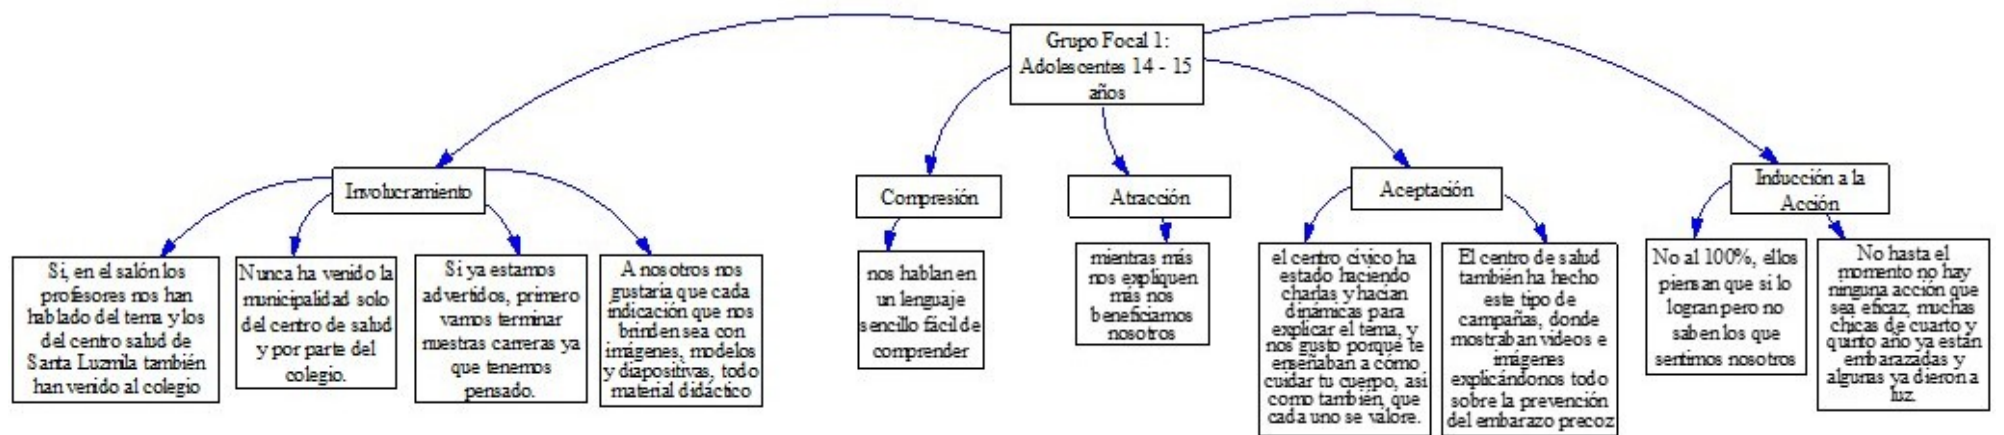 Grupo Focal 1:
Adolescentes 14 - 15
años
Involucramiento
Compresión
Atracción
Aceptación
Inducción a la
Acción
Si, en el salón los
profesores nos han
hablado del tema y los
del centro salud de
Santa Luzmila también
han venido al colegio
Nunca ha venido la
municipalidad solo
del centro de salud
y por parte del
colegio.
Si ya estamos
advertidos, primero
vamos terminar
nuestras carreras ya
que tenemos
pensado.
A nosotros nos
gustaría que cada
indicación que nos
brinden sea con
imágenes, modelos
y diapositivas, todo
material didáctico
nos hablan en
un lenguaje
sencillo fácil de
comprender
mientras más
nos expliquen
más nos
beneficiamos
nosotros
el centro cívico ha
estado haciendo
charlas y hacían
dinámicas para
explicar el tema, y
nos gusto porque te
enseñaban a cómo
cuidar tu cuerpo, así
como también, que
cada uno se valore.
El centro de salud
también ha hecho
este tipo de
campañas, donde
mostraban videos e
imágenes
explicándonos todo
sobre la prevención
del embarazo precoz
No al 100%, ellos
piensan que si lo
logran pero no
saben los que
sentimos nosotros
No hasta el
momento no hay
ninguna acción que
sea eficaz, muchas
chicas de cuarto y
quinto año ya están
embarazadas y
algunas ya dieron a
luz.